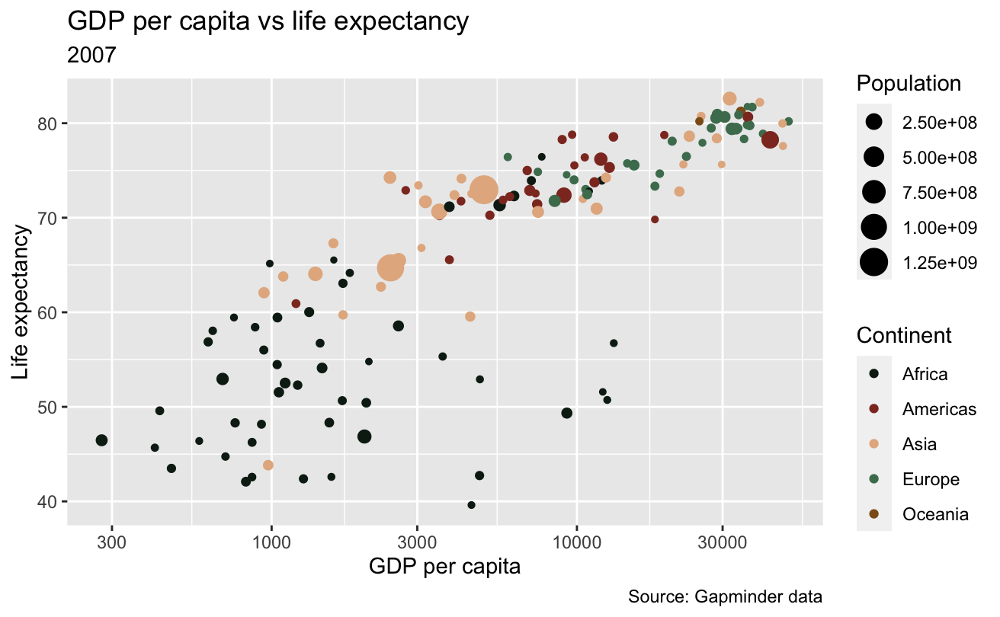 GDP per capita vs life expectancy
2007
Life expectancy
80
70
60
50
40
300 1000 3000 10000 30000
GDP per capita
Source: Gapminder data
Population
2.50e+08
5.00e+08
7.50e+08
1.00e+09
1.25e+09
Continent
Africa
Americas
Asia
Europe
Oceania